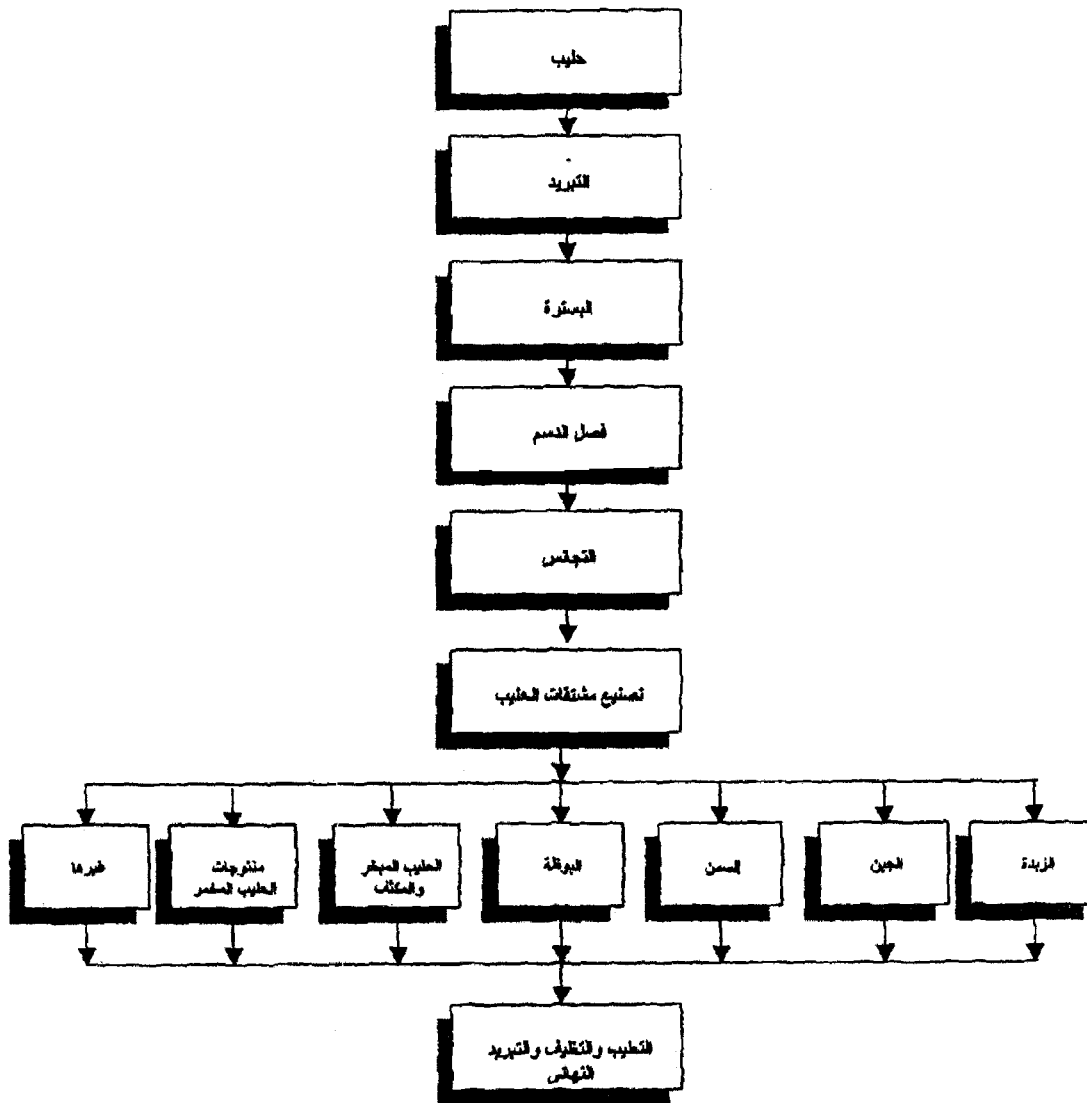 حليب
التبريد
البسترة
فصل الدسم
التجانس
تصنيع مشتقات الحليب
الزبدة
الجبن
السمن
البوظة
الحليب المبخر
والمكثف
منتوجات
الحليب المخمر
غيرها
التعليب والتغليف والتبريد
النهائي